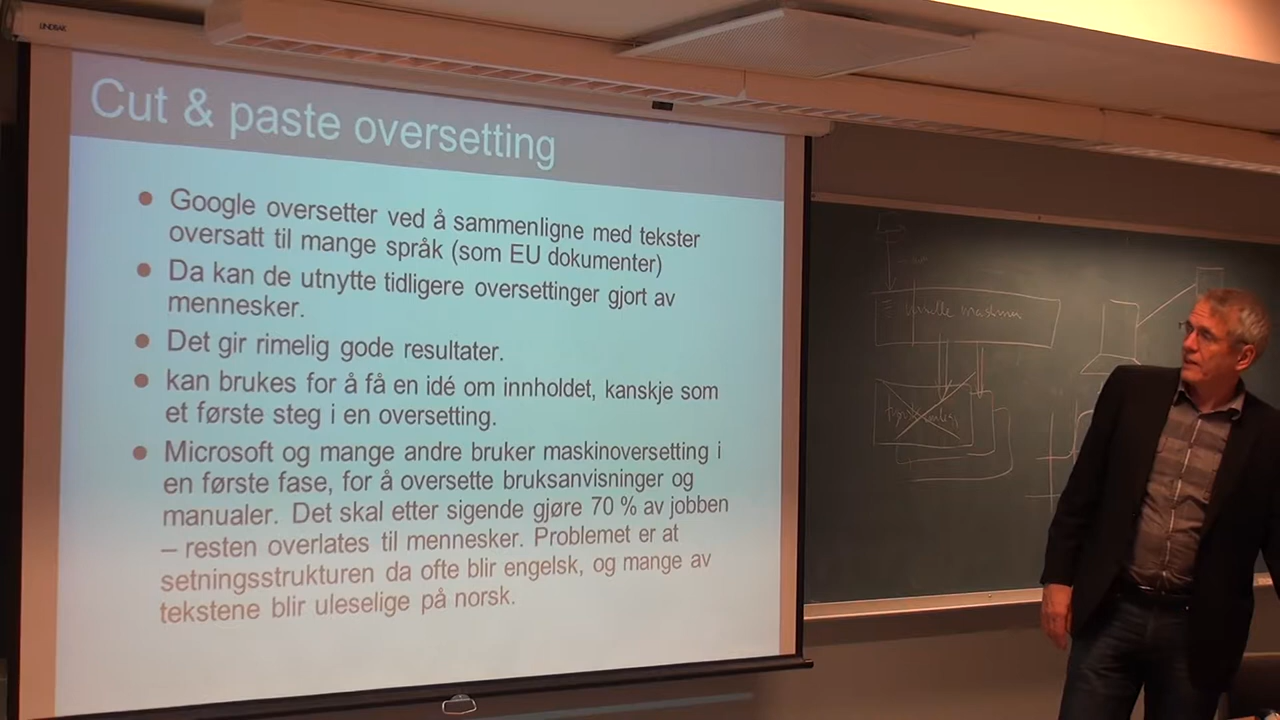 LINDBAK
Cut & paste oversetting
Google oversetter ved å sammenligne med tekster
oversatt til mange språk (som EU dokumenter)
Da kan de utnytte tidligere oversettinger gjort av
mennesker.
Det gir rimelig gode resultater.
kan brukes for å få en idé om innholdet, kanskje som
et første steg i en oversetting.
Microsoft og mange andre bruker maskinoversetting i
en første fase, for å oversette bruksanvisninger og
manualer. Det skal etter sigende gjøre 70 % av jobben
– resten overlates til mennesker. Problemet er at
setningsstrukturen da ofte blir engelsk, og mange av
tekstene blir uleselige på norsk.